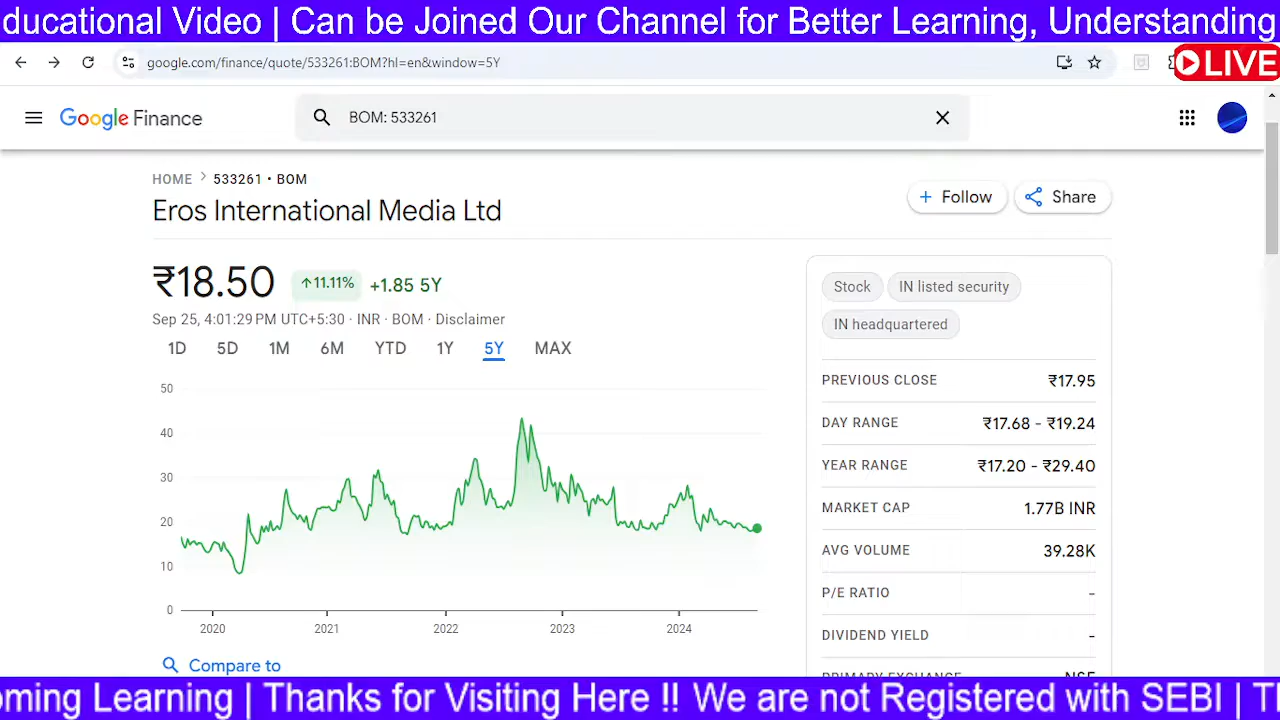 ducational Video | Can be Joined Our Channel for Better Learning, Understanding
google.com/finance/quote/533261:BOM?hl=en&window=5Y
LIVE
Google Finance
BOM: 533261
HOME > 533261 • BOM
Eros International Media Ltd
+ Follow
Share
₹18.50 ↑11.11% +1.85 5Y
Sep 25, 4:01:29 PM UTC+5:30 · INR · BOM · Disclaimer
1D 5D 1M 6M YTD 1Y 5Y MAX
50
40
30
20
10
0
2020 2021 2022 2023 2024
Compare to
Stock IN listed security
IN headquartered
PREVIOUS CLOSE ₹17.95
DAY RANGE ₹17.68 - ₹19.24
YEAR RANGE ₹17.20 - ₹29.40
MARKET CAP 1.77B INR
AVG VOLUME 39.28K
P/E RATIO -
DIVIDEND YIELD -
PRIMARY EXCHANGE NSE
oming Learning | Thanks for Visiting Here !! We are not Registered with SEBI |